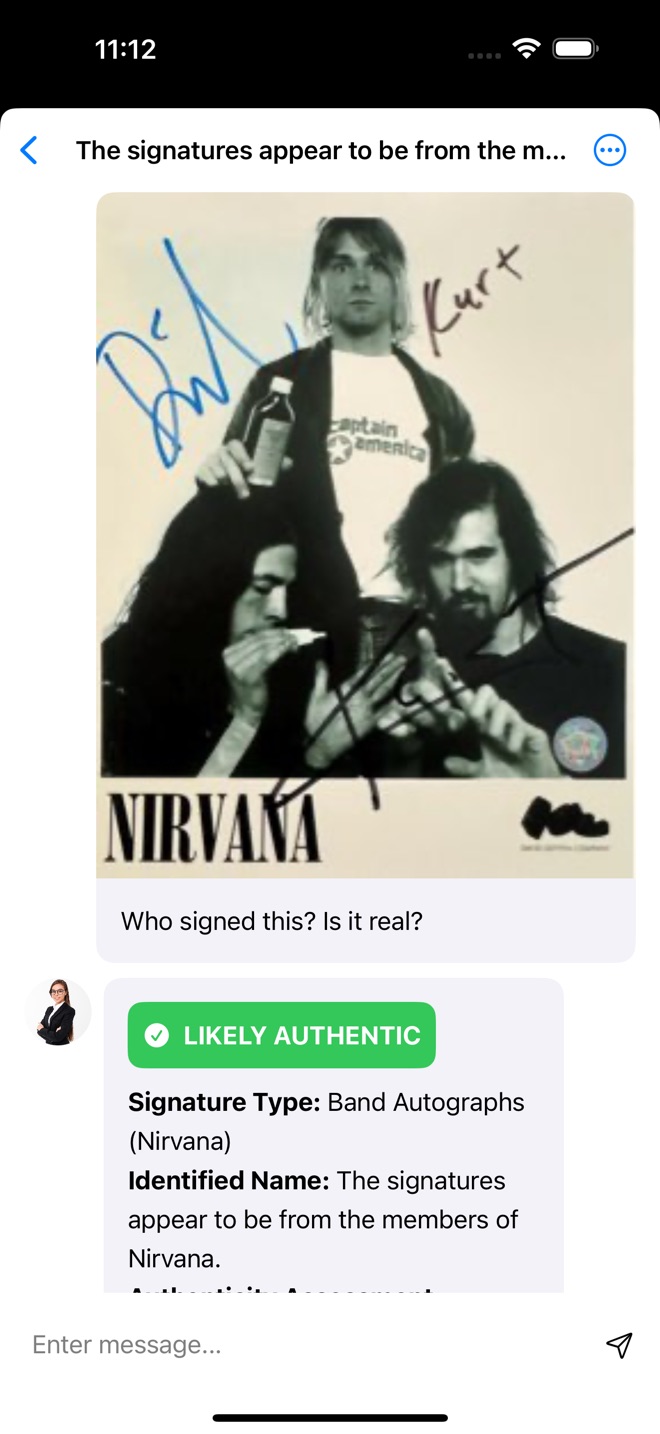 11:12
The signatures appear to be from the m...
Kurt
captain
america
NIRVANA
Who signed this? Is it real?
LIKELY AUTHENTIC
Signature Type: Band Autographs
(Nirvana)
Identified Name: The signatures
appear to be from the members of
Nirvana.
Authenticity Assessment
Enter message...